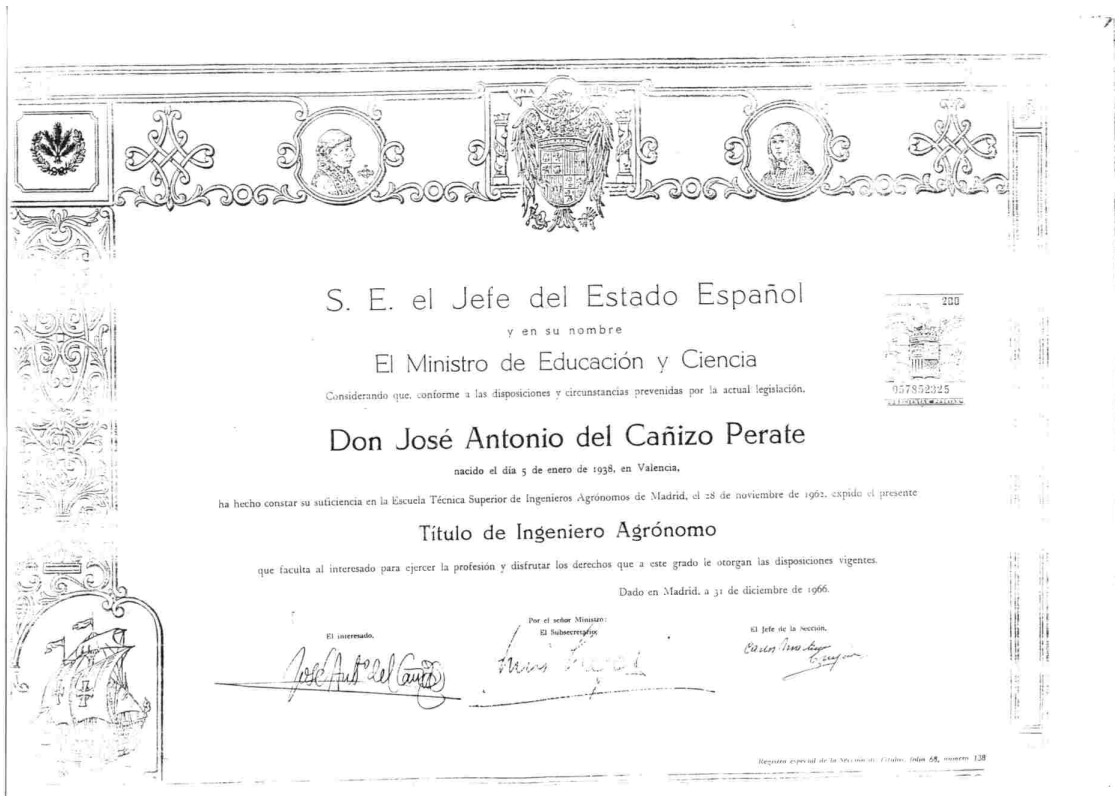 UNA
S. E. el Jefe del Estado Español
y en su nombre
El Ministro de Educación y Ciencia
Considerando que, conforme a las disposiciones y circunstancias prevenidas por la actual legislación,
Don José Antonio del Cañizo Perate
nacido el día 5 de enero de 1938, en Valencia,
ha hecho constar su suficiencia en la Escuela Técnica Superior de Ingenieros Agrónomos de Madrid, el 28 de noviembre de 1962, expido el presente
Título de Ingeniero Agrónomo
que faculta al interesado para ejercer la profesión y disfrutar los derechos que a este grado le otorgan las disposiciones vigentes.
Dado en Madrid, a 31 de diciembre de 1966.
200
057852325
El interesado,
José Antº del Cañizo
Por el señor Ministro:
El Subsecretario
El Jefe de la Sección,
Registro especial de la Sección de Títulos, folio 68, número 138